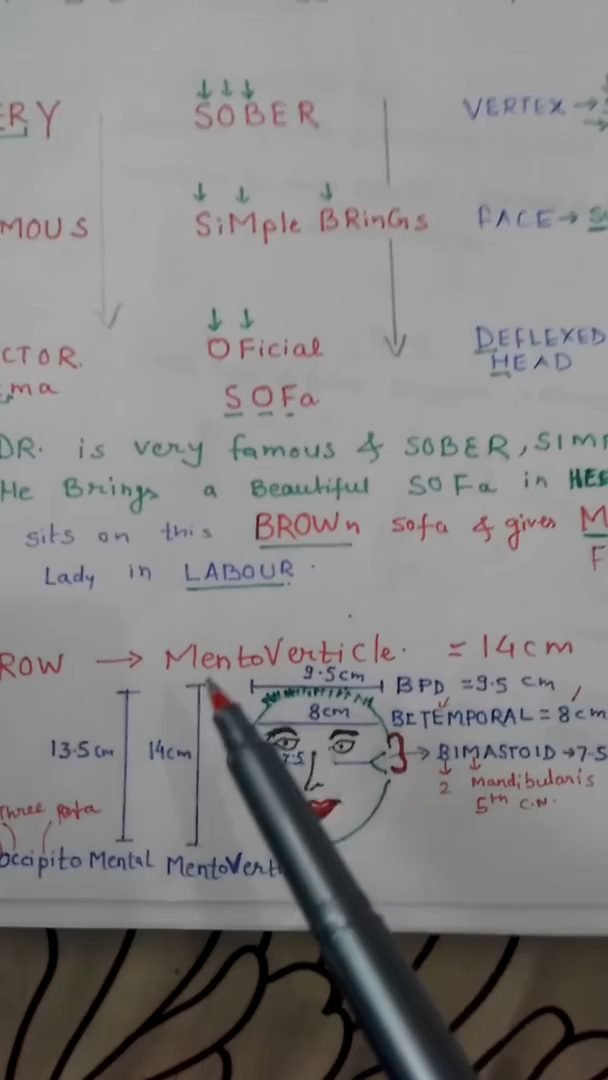 ERY SOBER VERTEX →
MOUS SiMple BRinGs FACE →
CTOR. OFicial DEFLEXED
ma SOFa HEAD
DR. is very famous & SOBER, SIMP
He Brings a Beautiful SOFa in HEE
sits on this BROWn sofa & gives M
Lady in LABOUR. F
ROW → MentoVerticle. = 14cm
9.5cm BPD = 9.5 cm,
8cm BITEMPORAL = 8cm
13.5cm 14cm 7.5 BIMASTOID → 7.5
2 Mandibularis
5th C.N.
Three Pata
occipito Mental MentoVert